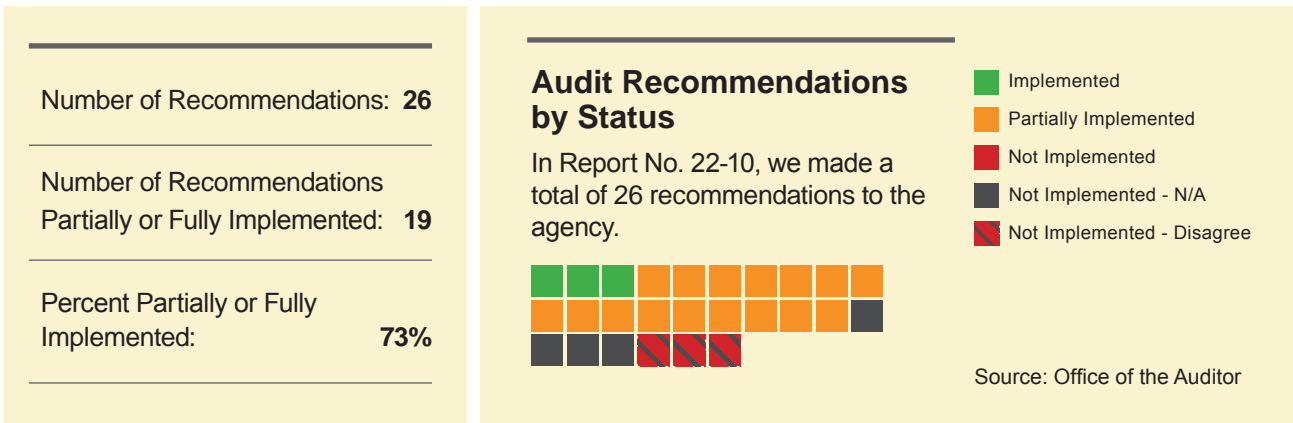 Number of Recommendations: 26
Number of Recommendations
Partially or Fully Implemented: 19
Percent Partially or Fully
Implemented: 73%
Audit Recommendations
by Status
In Report No. 22-10, we made a
total of 26 recommendations to the
agency.
Implemented
Partially Implemented
Not Implemented
Not Implemented - N/A
Not Implemented - Disagree
Source: Office of the Auditor